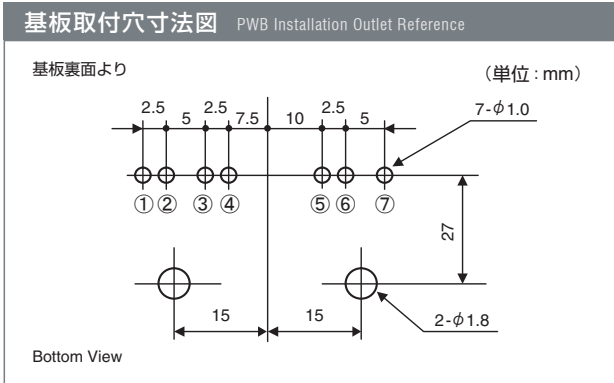 基板取付穴寸法図 PWB Installation Outlet Reference
基板裏面より
（単位 : mm）
2.5 5 2.5 7.5 10 2.5 5
7-φ1.0
① ② ③ ④ ⑤ ⑥ ⑦
27
15 15
2-φ1.8
Bottom View